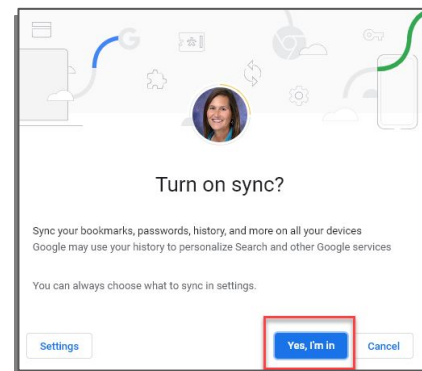 Turn on sync?
Sync your bookmarks, passwords, history, and more on all your devices
Google may use your history to personalize Search and other Google services
You can always choose what to sync in settings.
Settings Yes, I'm in Cancel